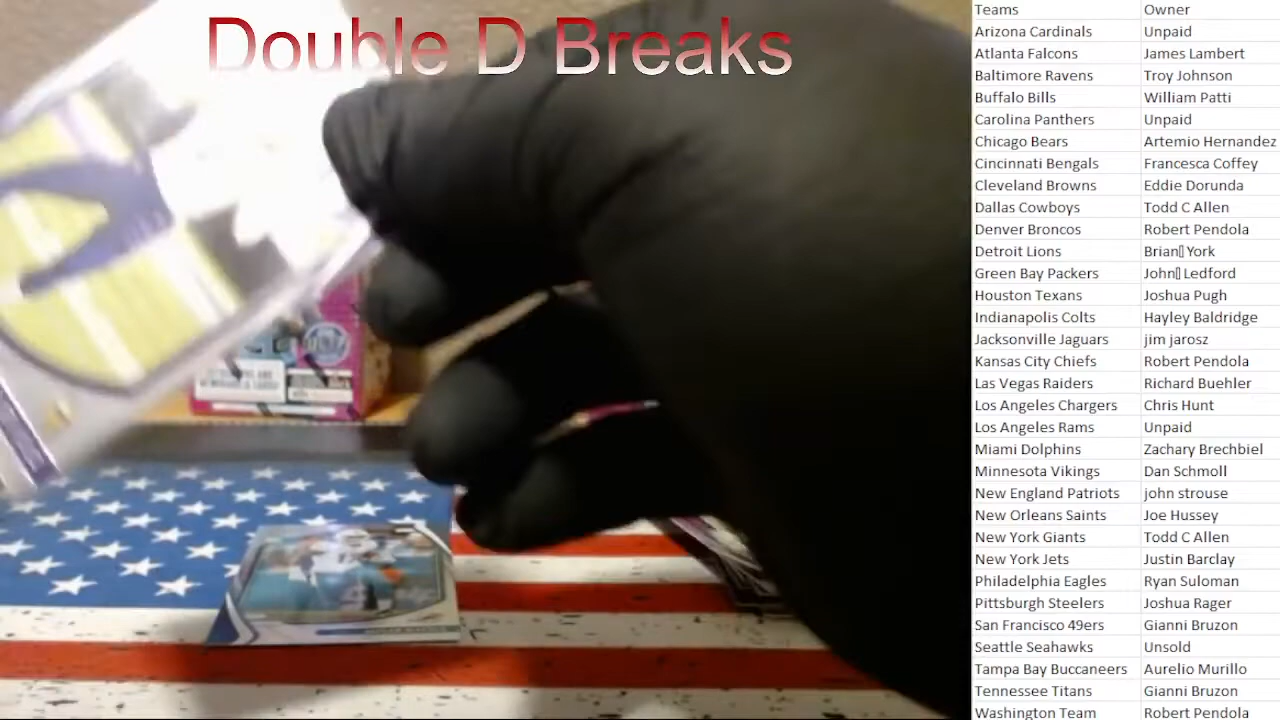 Double D Breaks
Teams Owner
Arizona Cardinals Unpaid
Atlanta Falcons James Lambert
Baltimore Ravens Troy Johnson
Buffalo Bills William Patti
Carolina Panthers Unpaid
Chicago Bears Artemio Hernandez
Cincinnati Bengals Francesca Coffey
Cleveland Browns Eddie Dorunda
Dallas Cowboys Todd C Allen
Denver Broncos Robert Pendola
Detroit Lions Brian▯York
Green Bay Packers John▯Ledford
Houston Texans Joshua Pugh
Indianapolis Colts Hayley Baldridge
Jacksonville Jaguars jim jarosz
Kansas City Chiefs Robert Pendola
Las Vegas Raiders Richard Buehler
Los Angeles Chargers Chris Hunt
Los Angeles Rams Unpaid
Miami Dolphins Zachary Brechbiel
Minnesota Vikings Dan Schmoll
New England Patriots john strouse
New Orleans Saints Joe Hussey
New York Giants Todd C Allen
New York Jets Justin Barclay
Philadelphia Eagles Ryan Suloman
Pittsburgh Steelers Joshua Rager
San Francisco 49ers Gianni Bruzon
Seattle Seahawks Unsold
Tampa Bay Buccaneers Aurelio Murillo
Tennessee Titans Gianni Bruzon
Washington Team Robert Pendola